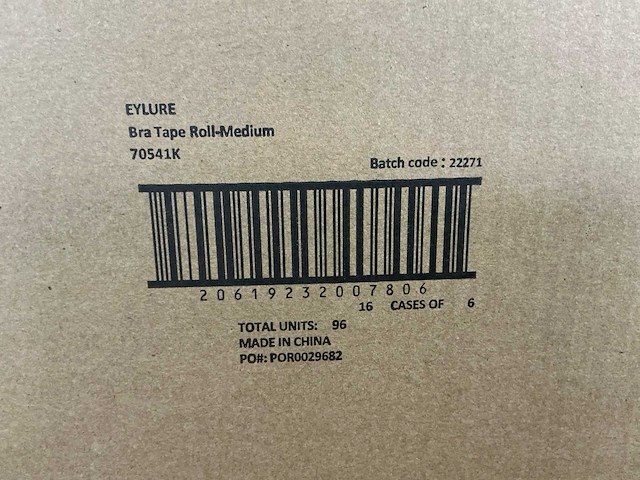 EYLURE
Bra Tape Roll-Medium
70541K
Batch code : 22271
20619232007806
16 CASES OF 6
TOTAL UNITS: 96
MADE IN CHINA
PO#: POR0029682